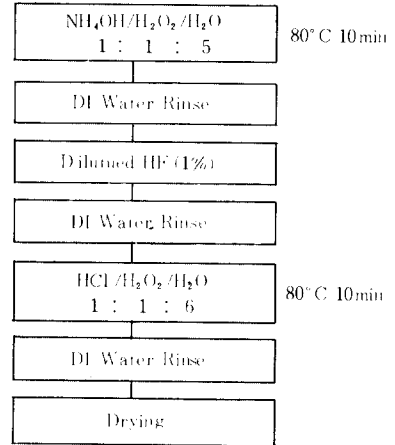 NH₄OH/H₂O₂/H₂O
1 : 1 : 5
80°C 10min
DI Water Rinse
Dilutued HF (1%)
DI Water Rinse
HCl/H₂O₂/H₂O
1 : 1 : 6
80°C 10min
DI Water Rinse
Drying